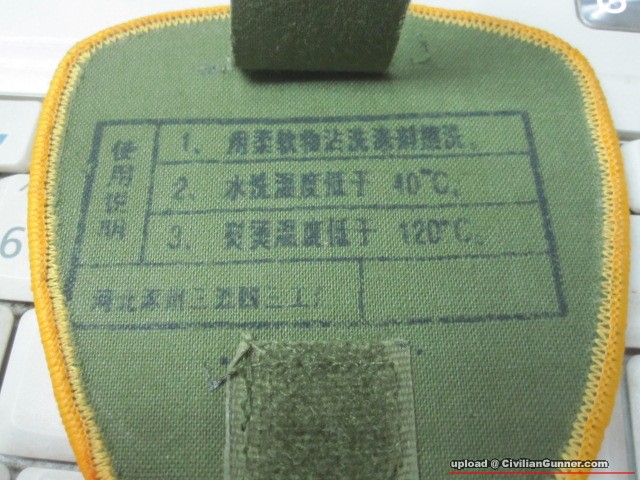 使用说明
1、用柔软物沾洗涤剂擦洗。
2、水洗温度低于 40℃。
3、熨烫温度低于 120℃。
河北涿州三五四三工厂
6
upload @ CivilianGunner.com